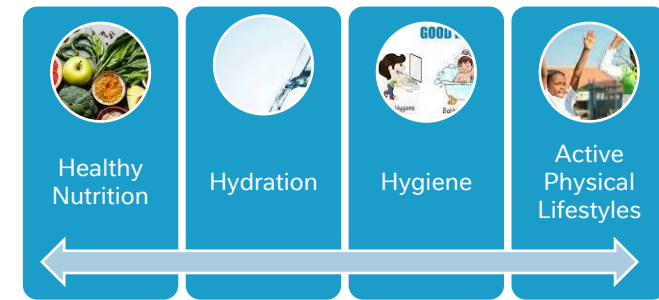 Healthy
Nutrition
Hydration
GOOD
Hygiene
Hygiene
Active
Physical
Lifestyles